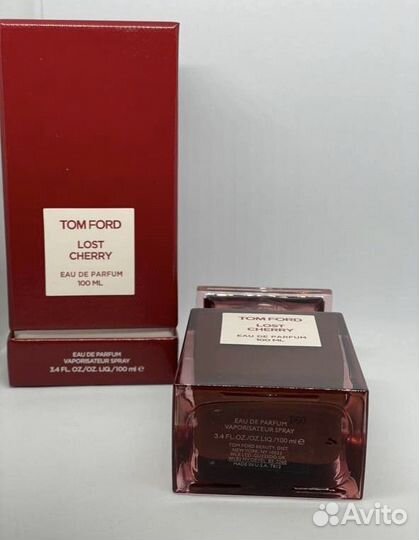 TOM FORD
LOST
CHERRY
EAU DE PARFUM
100 ML
EAU DE PARFUM
VAPORISATEUR SPRAY
3.4 FL.OZ./OZ. LIQ./100 ml e
TOM FORD
LOST
CHERRY
EAU DE PARFUM
100 ML
EAU DE PARFUM
VAPORISATEUR SPRAY
3.4 FL.OZ./OZ.LIQ./100 ml e
TOM FORD BEAUTY, DIST
NEW YORK, NY 10022
MADE IN U.S.A.
Avito